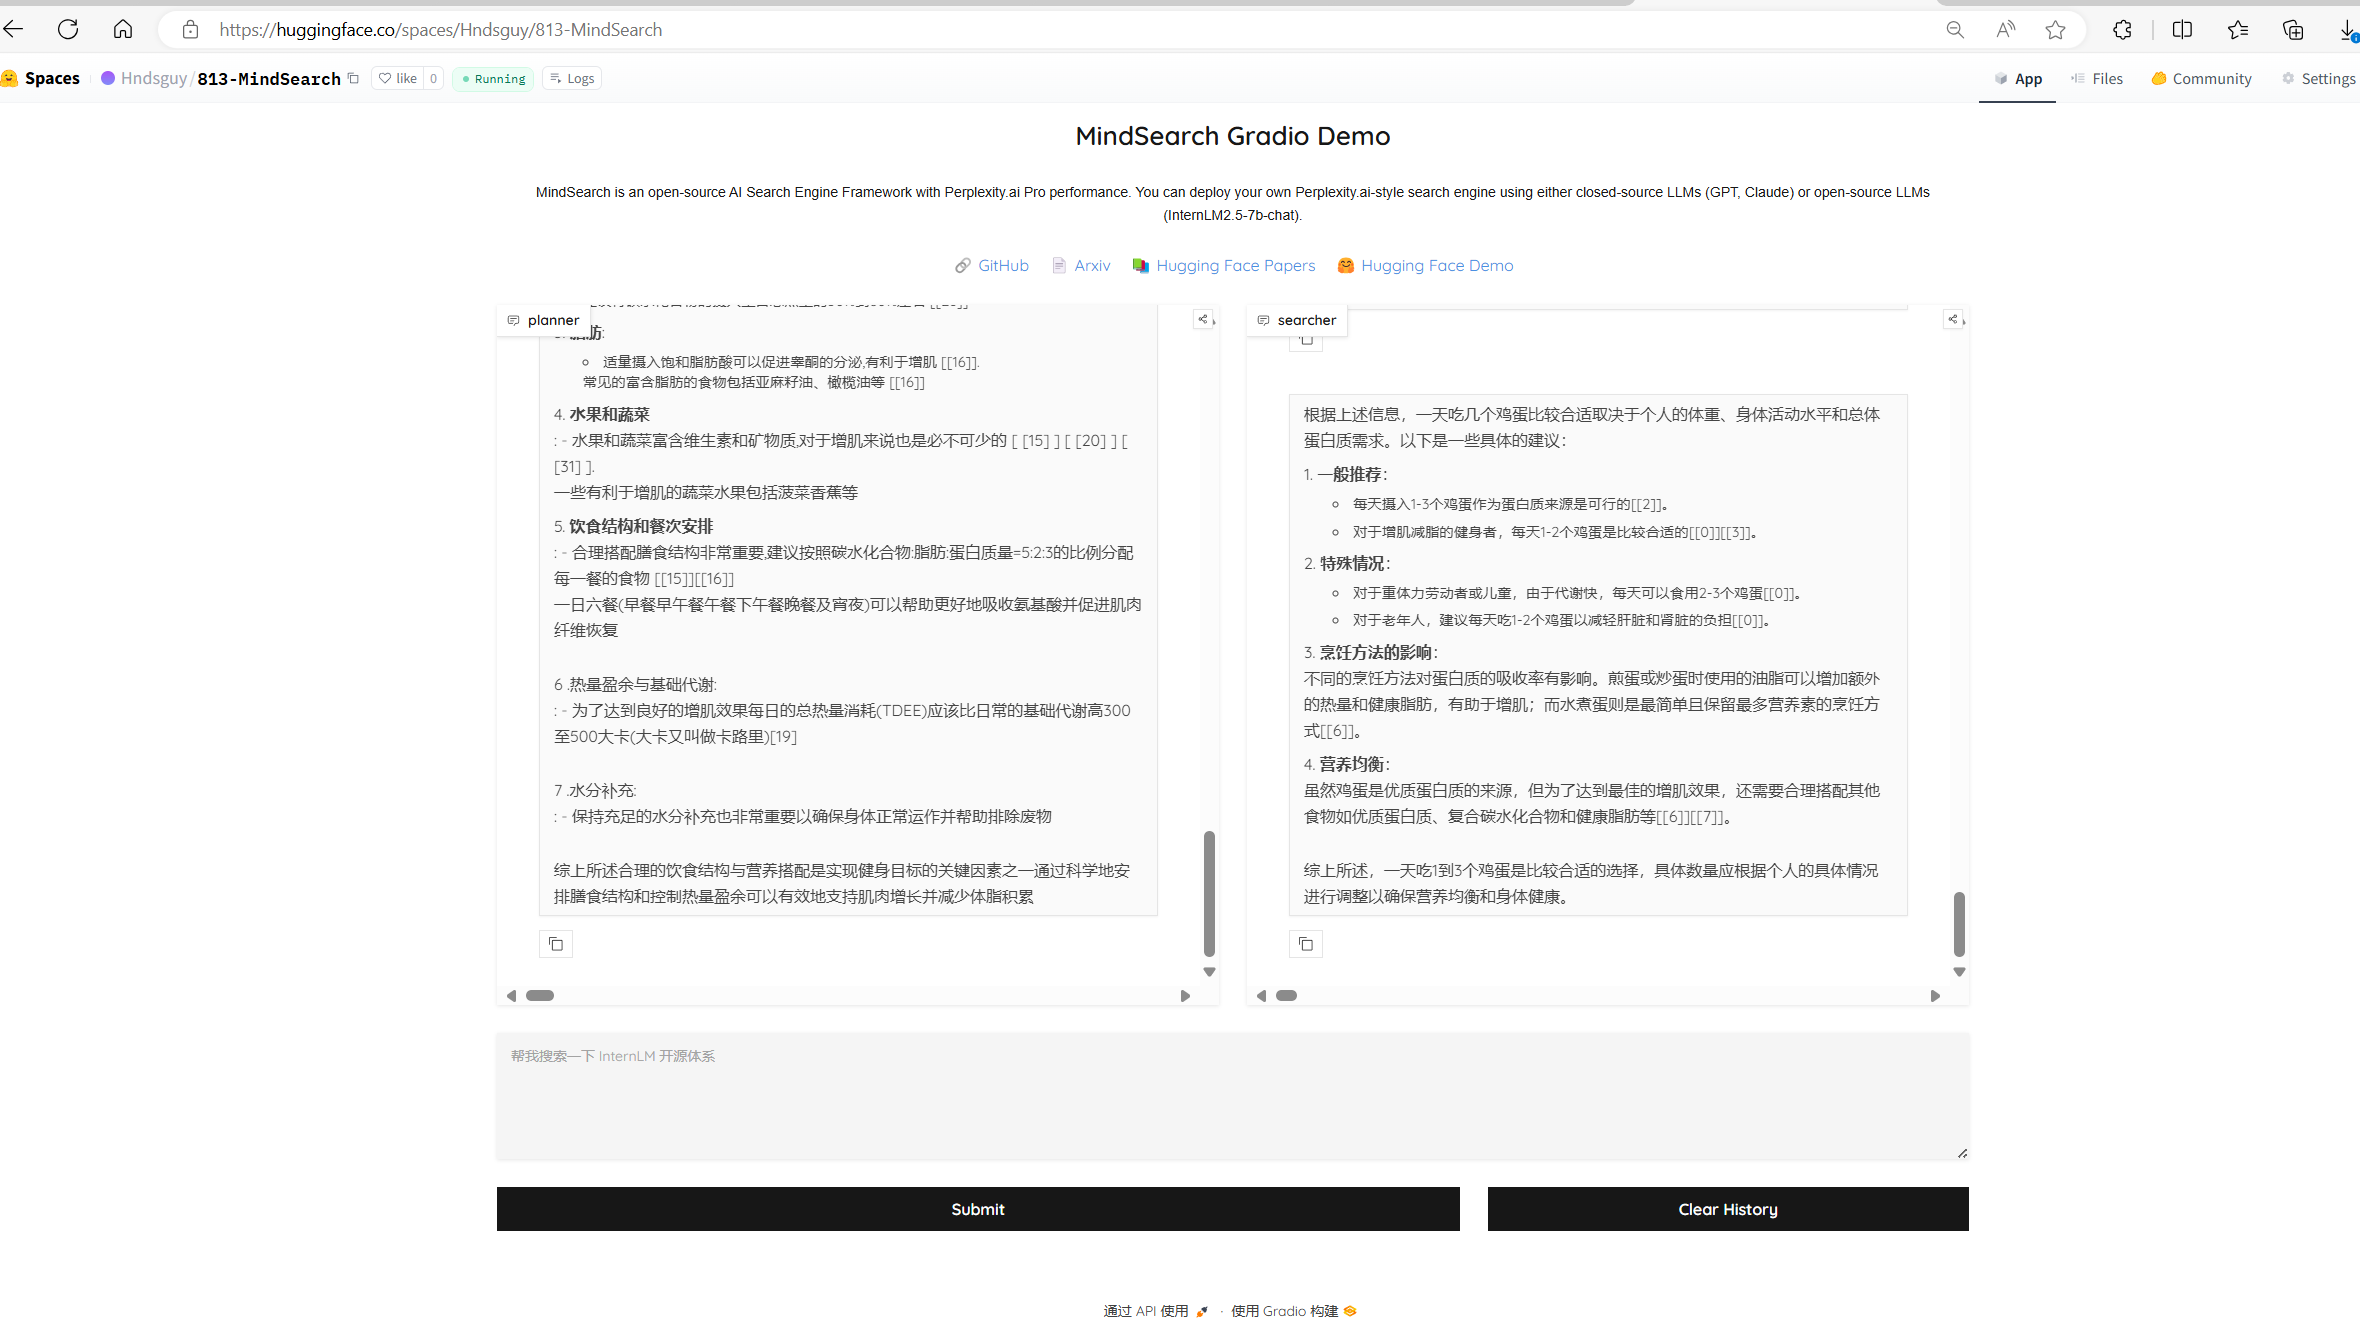 https://huggingface.co/spaces/Hndsguy/813-MindSearch
Spaces
Hndsguy/813-MindSearch
like 0
Running
Logs
App
Files
Community
Settings
MindSearch Gradio Demo
MindSearch is an open-source AI Search Engine Framework with Perplexity.ai Pro performance. You can deploy your own Perplexity.ai-style search engine using either closed-source LLMs (GPT, Claude) or open-source LLMs
(InternLM2.5-7b-chat).
GitHub Arxiv Hugging Face Papers Hugging Face Demo
planner
适量摄入饱和脂肪酸可以促进睾酮的分泌,有利于增肌 [[16]].
常见的富含脂肪的食物包括亚麻籽油、橄榄油等 [[16]]
4. 水果和蔬菜
: - 水果和蔬菜富含维生素和矿物质,对于增肌来说也是必不可少的 [ [15] ] [ [20] ] [
[31] ].
一些有利于增肌的蔬菜水果包括菠菜香蕉等
5. 饮食结构和餐次安排
: - 合理搭配膳食结构非常重要,建议按照碳水化合物:脂肪:蛋白质量=5:2:3的比例分配
每一餐的食物 [[15]][[16]]
一日六餐(早餐早午餐午餐下午餐晚餐及宵夜)可以帮助更好地吸收氨基酸并促进肌肉
纤维恢复
6 .热量盈余与基础代谢:
: - 为了达到良好的增肌效果每日的总热量消耗(TDEE)应该比日常的基础代谢高300
至500大卡(大卡又叫做卡路里)[19]
7 .水分补充:
: - 保持充足的水分补充也非常重要以确保身体正常运作并帮助排除废物
综上所述合理的饮食结构与营养搭配是实现健身目标的关键因素之一通过科学地安
排膳食结构和控制热量盈余可以有效地支持肌肉增长并减少体脂积累
searcher
根据上述信息，一天吃几个鸡蛋比较合适取决于个人的体重、身体活动水平和总体
蛋白质需求。以下是一些具体的建议：
1. 一般推荐：
每天摄入1-3个鸡蛋作为蛋白质来源是可行的[[2]]。
对于增肌减脂的健身者，每天1-2个鸡蛋是比较合适的[[0]][[3]]。
2. 特殊情况：
对于重体力劳动者或儿童，由于代谢快，每天可以食用2-3个鸡蛋[[0]]。
对于老年人，建议每天吃1-2个鸡蛋以减轻肝脏和肾脏的负担[[0]]。
3. 烹饪方法的影响：
不同的烹饪方法对蛋白质的吸收率有影响。煎蛋或炒蛋时使用的油脂可以增加额外
的热量和健康脂肪，有助于增肌；而水煮蛋则是最简单且保留最多营养素的烹饪方
式[[6]]。
4. 营养均衡：
虽然鸡蛋是优质蛋白质的来源，但为了达到最佳的增肌效果，还需要合理搭配其他
食物如优质蛋白质、复合碳水化合物和健康脂肪等[[6]][[7]]。
综上所述，一天吃1到3个鸡蛋是比较合适的选择，具体数量应根据个人的具体情况
进行调整以确保营养均衡和身体健康。
帮我搜索一下 InternLM 开源体系
Submit
Clear History
通过 API 使用 · 使用 Gradio 构建